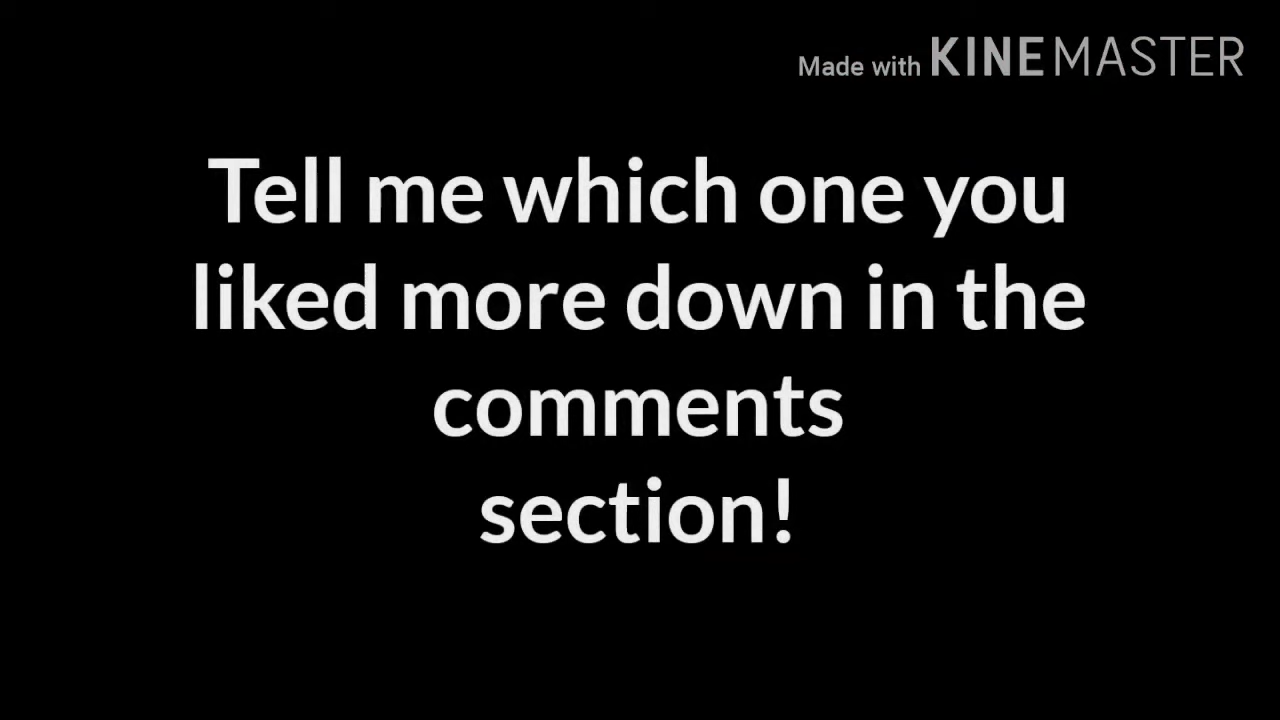 Made with KINEMASTER
Tell me which one you
liked more down in the
comments
section!